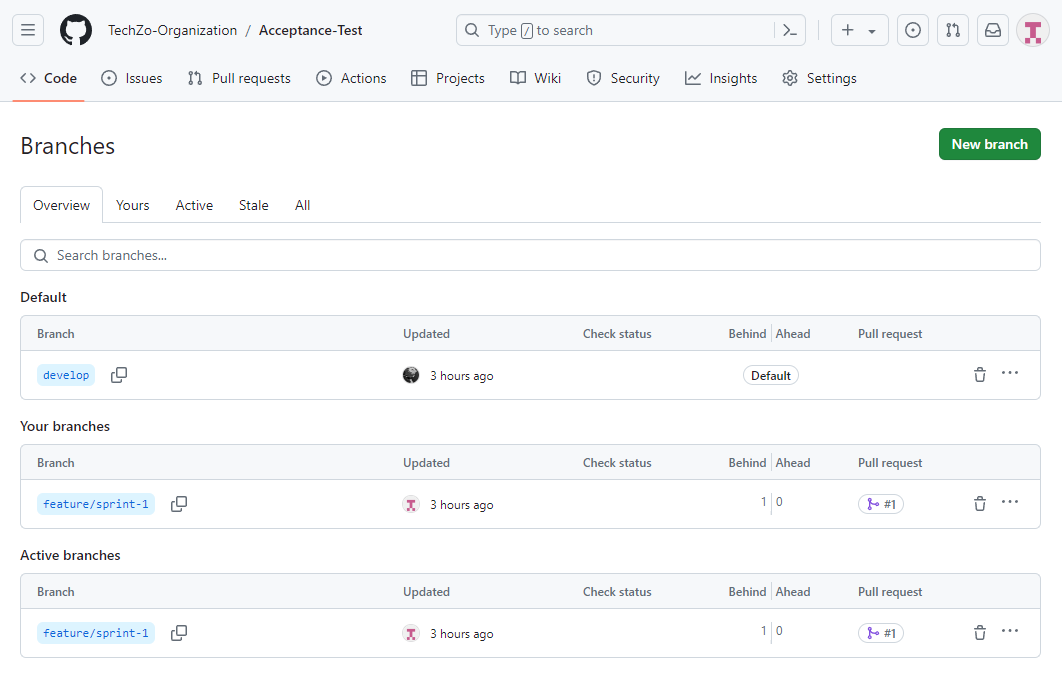 TechZo-Organization / Acceptance-Test
Type / to search
Code Issues Pull requests Actions Projects Wiki Security Insights Settings
Branches
New branch
Overview Yours Active Stale All
Search branches...
Default
Branch Updated Check status Behind Ahead Pull request
develop 3 hours ago Default
Your branches
Branch Updated Check status Behind Ahead Pull request
feature/sprint-1 3 hours ago 1 0 #1
Active branches
Branch Updated Check status Behind Ahead Pull request
feature/sprint-1 3 hours ago 1 0 #1